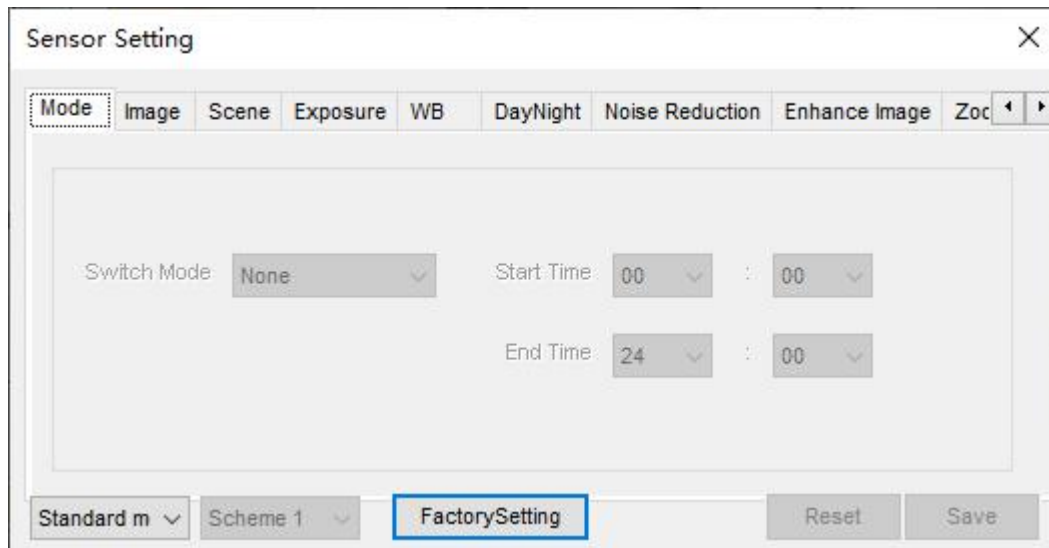 Sensor Setting
Mode Image Scene Exposure WB DayNight Noise Reduction Enhance Image
Switch Mode None Start Time 00 : 00
End Time 24 : 00
Standard m Scheme 1 FactorySetting Reset Save